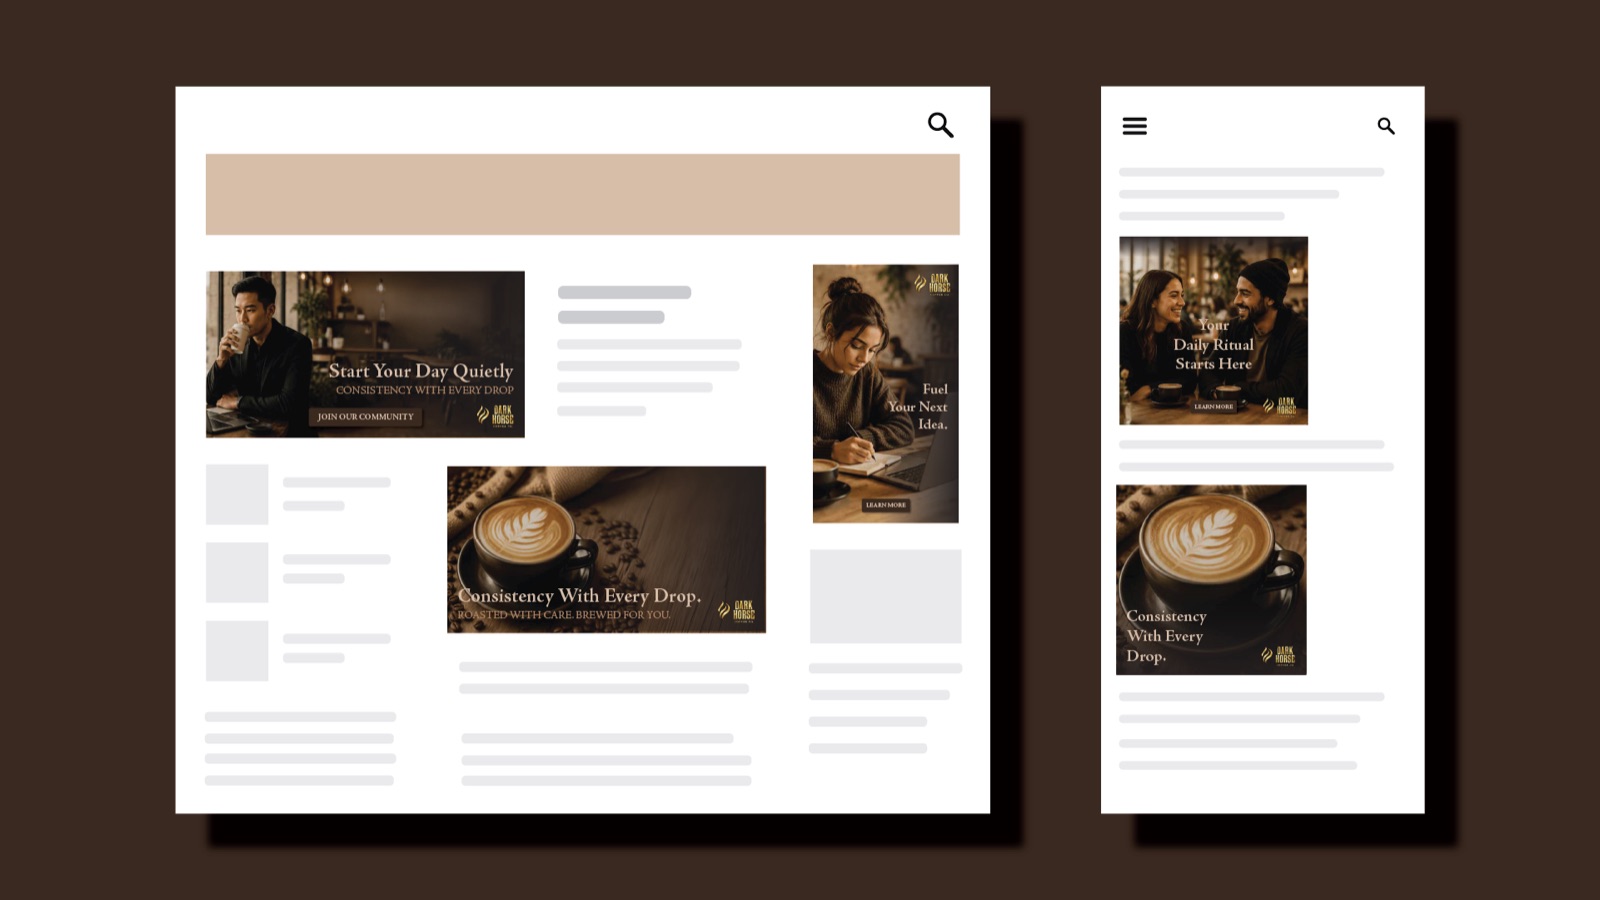 Start Your Day Quietly
CONSISTENCY WITH EVERY DROP
JOIN OUR COMMUNITY
DARK
HORSE
DARK
HORSE
Fuel
Your Next
Idea.
LEARN MORE
Consistency With Every Drop.
ROASTED WITH CARE. BREWED FOR YOU.
DARK
HORSE
Your
Daily Ritual
Starts Here
LEARN MORE
DARK
HORSE
Consistency
With Every
Drop.
DARK
HORSE